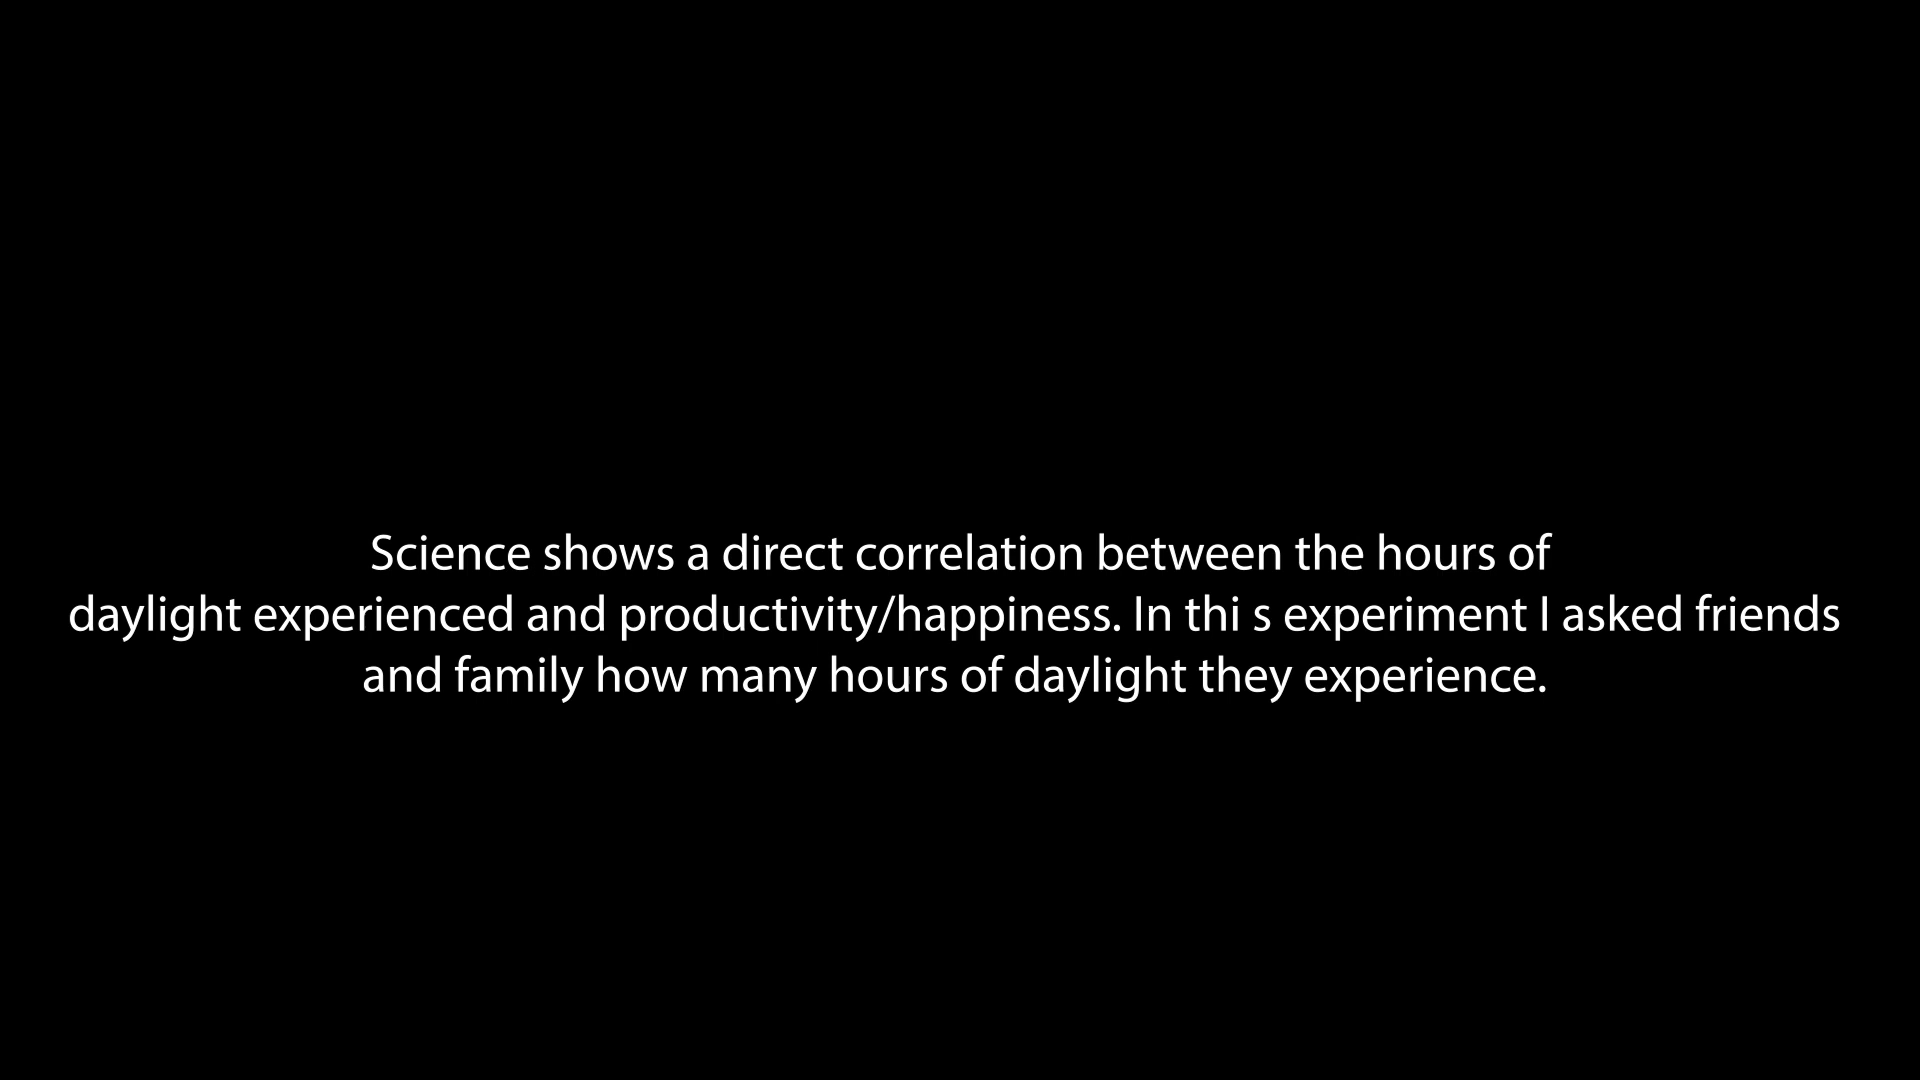 Science shows a direct correlation between the hours of
daylight experienced and productivity/happiness. In thi s experiment I asked friends
and family how many hours of daylight they experience.